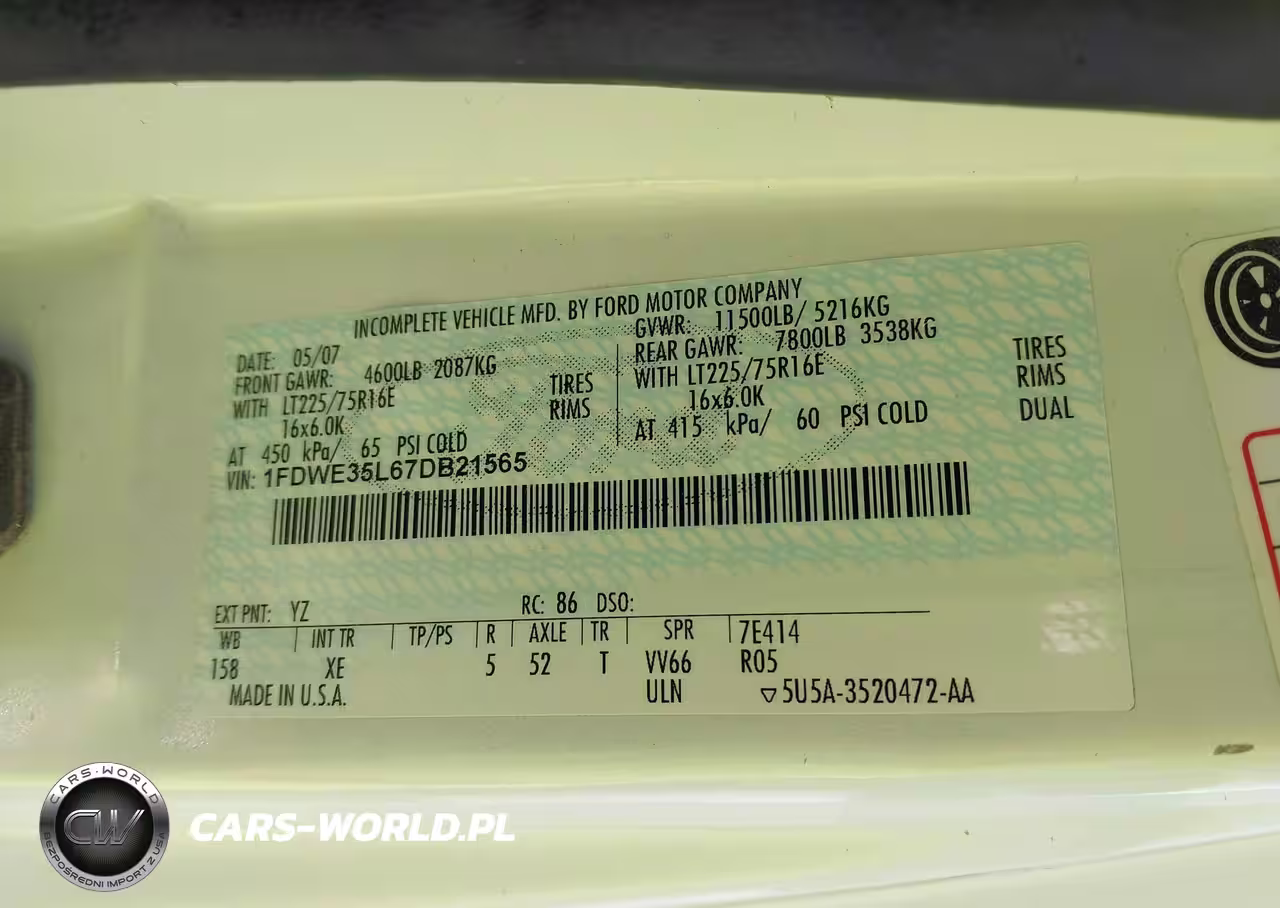 INCOMPLETE VEHICLE MFD. BY FORD MOTOR COMPANY
DATE: 05/07
GVWR: 11500LB/ 5216KG
FRONT GAWR: 4600LB 2087KG
REAR GAWR: 7800LB 3538KG
WITH LT225/75R16E TIRES
WITH LT225/75R16E TIRES
16x6.0K RIMS
16x6.0K RIMS
AT 450 kPa/ 65 PSI COLD
AT 415 kPa/ 60 PSI COLD DUAL
VIN: 1FDWE35L67DB21565
EXT PNT: YZ RC: 86 DSO:
WB INT TR TP/PS R AXLE TR SPR 7E414
158 XE 5 52 T VV66 R05
MADE IN U.S.A. ULN ▽5U5A-3520472-AA
CARS-WORLD
CW
BEZPOŚREDNI IMPORT Z USA
CARS-WORLD.PL